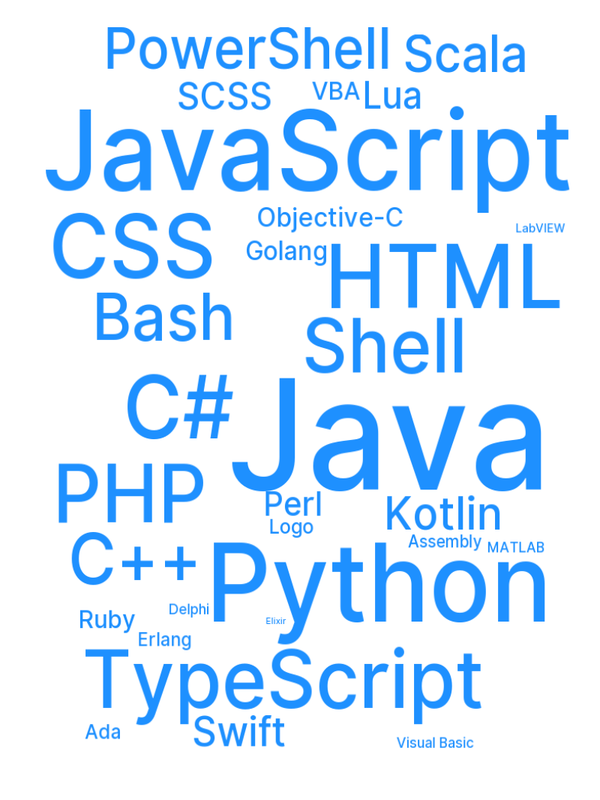 PowerShell Scala
SCSS VBA Lua
JavaScript
Objective-C
LabVIEW
CSS Golang HTML
Bash Shell
C# Java
PHP Perl Kotlin
Logo
Assembly MATLAB
C++ Python
Delphi
Ruby Elixir
Erlang
TypeScript
Ada Swift Visual Basic